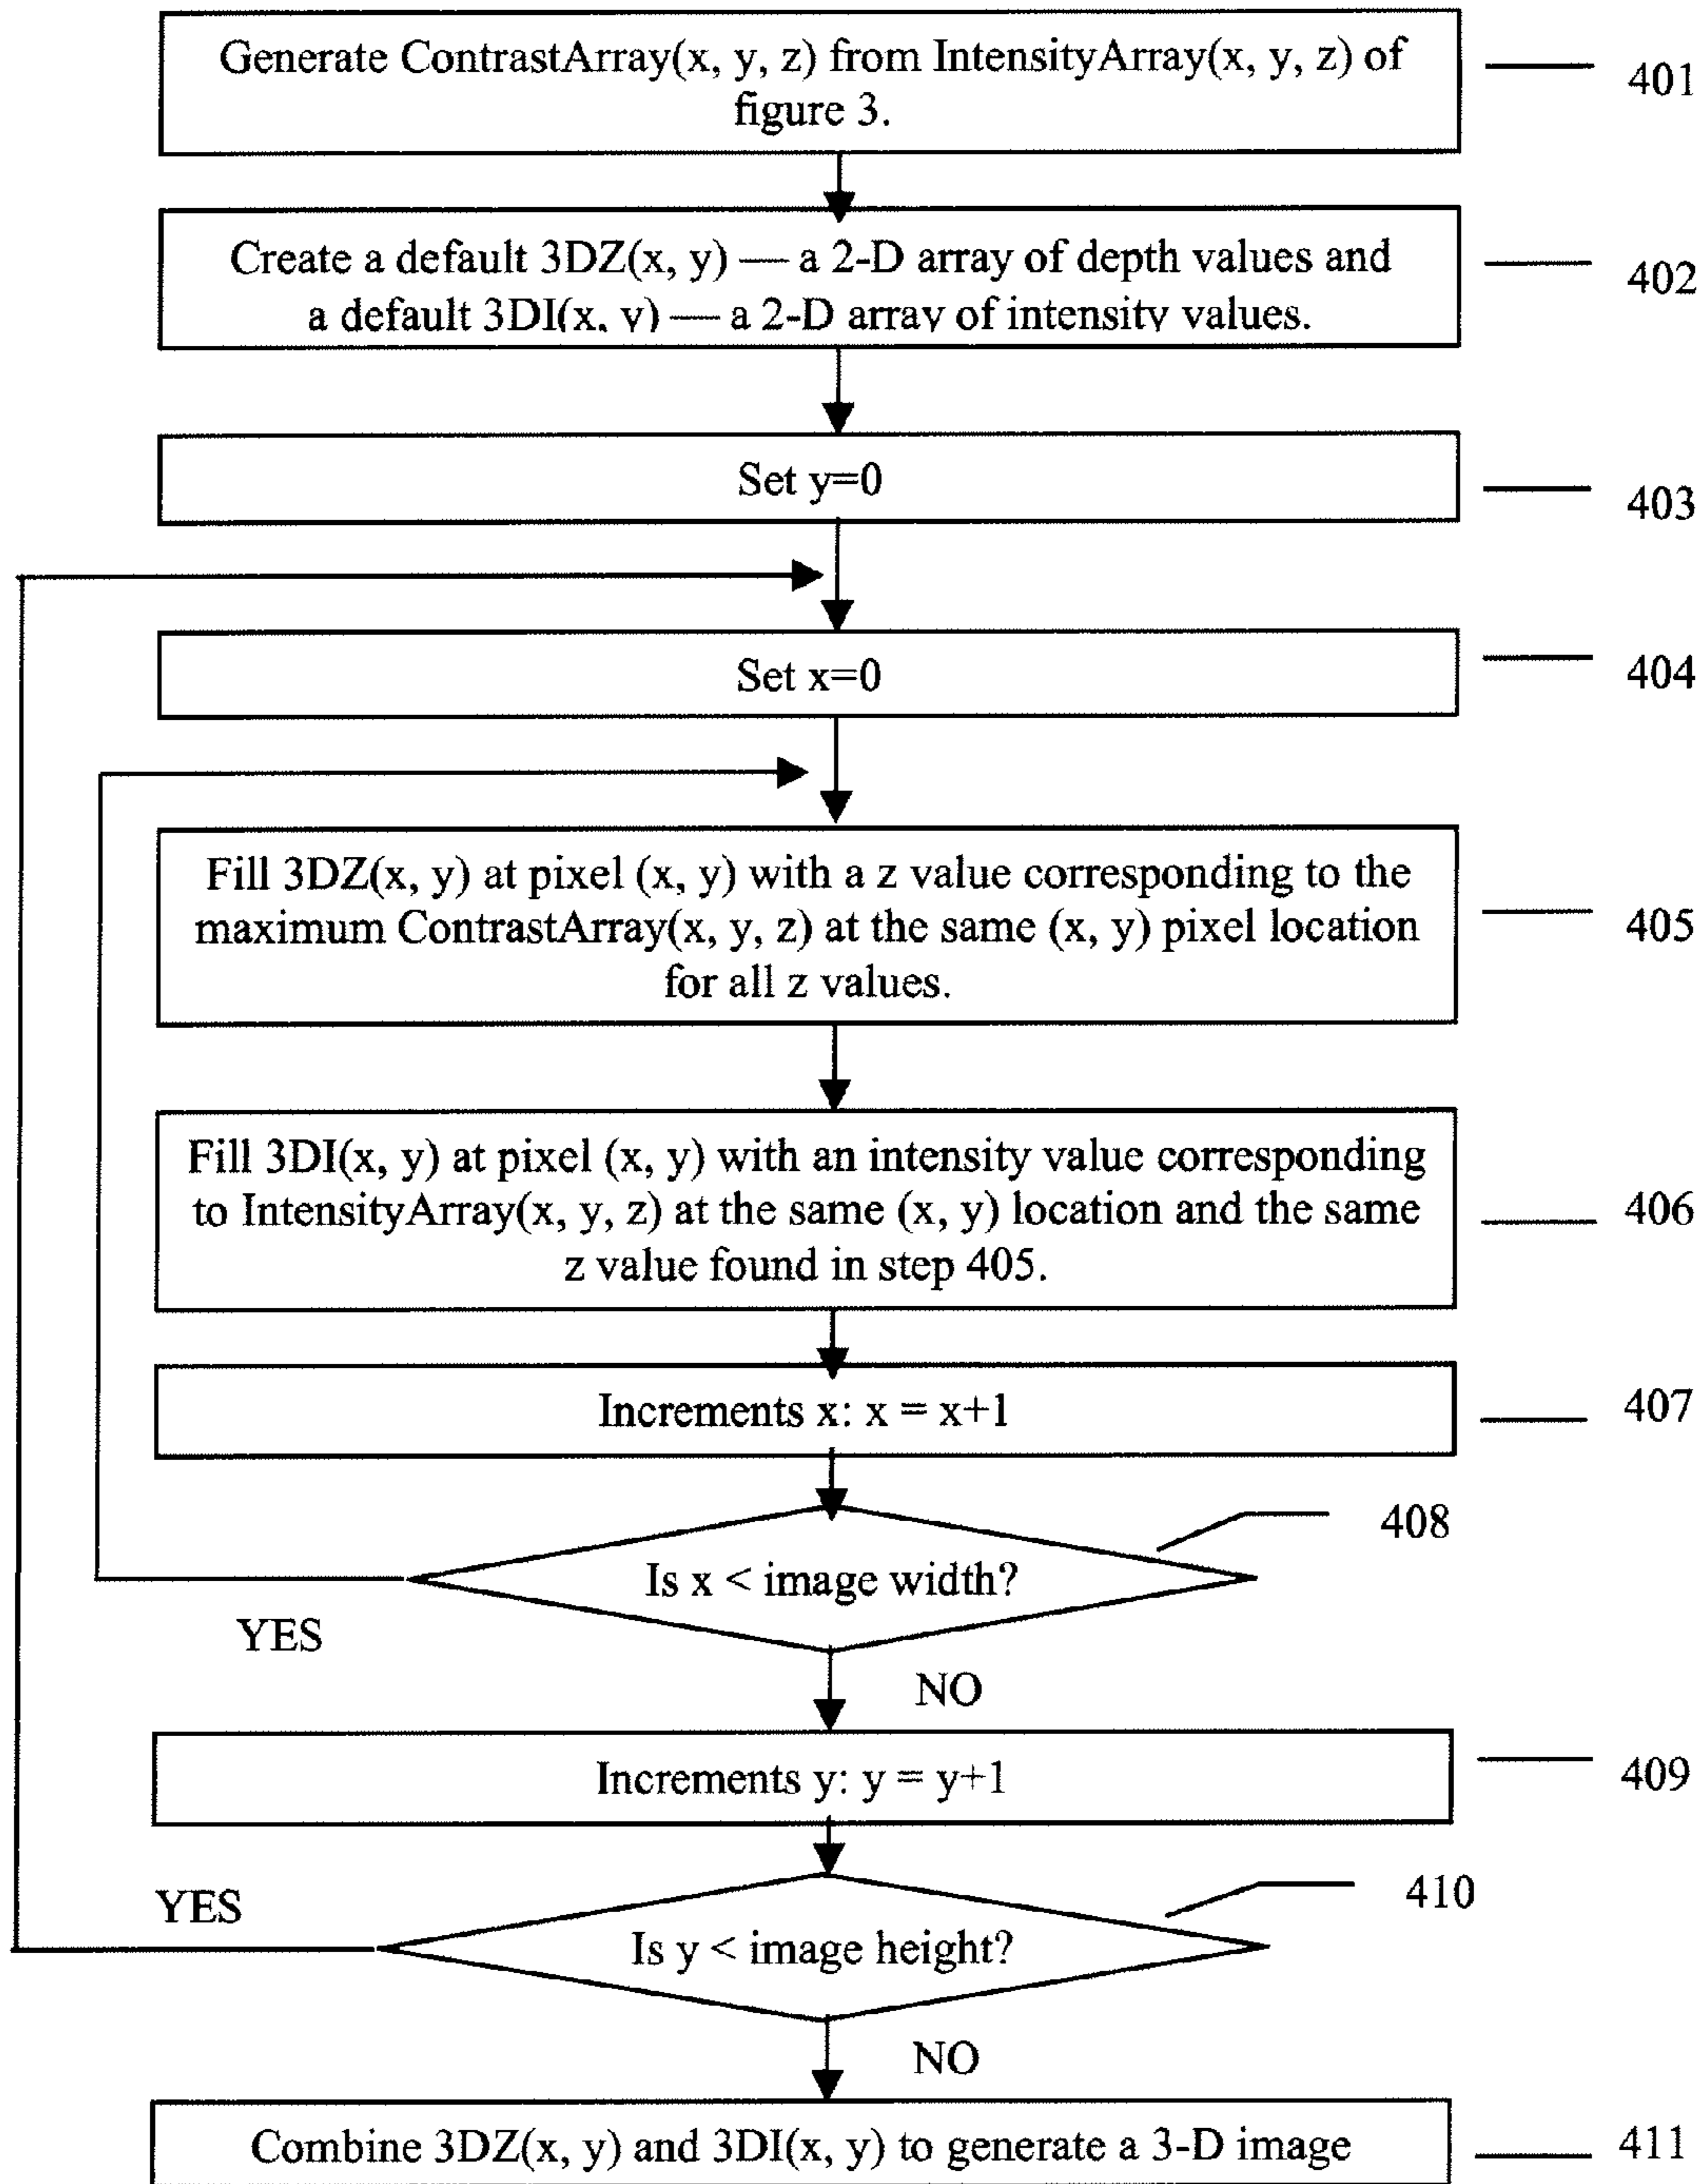 Generate ContrastArray(x, y, z) from IntensityArray(x, y, z) of
figure 3.
401
Create a default 3DZ(x, y) — a 2-D array of depth values and
a default 3DI(x, y) — a 2-D array of intensity values.
402
Set y=0
403
Set x=0
404
Fill 3DZ(x, y) at pixel (x, y) with a z value corresponding to the
maximum ContrastArray(x, y, z) at the same (x, y) pixel location
for all z values.
405
Fill 3DI(x, y) at pixel (x, y) with an intensity value corresponding
to IntensityArray(x, y, z) at the same (x, y) location and the same
z value found in step 405.
406
Increments x: x = x+1
407
408
Is x < image width?
YES
NO
Increments y: y = y+1
409
410
YES
Is y < image height?
NO
Combine 3DZ(x, y) and 3DI(x, y) to generate a 3-D image
411